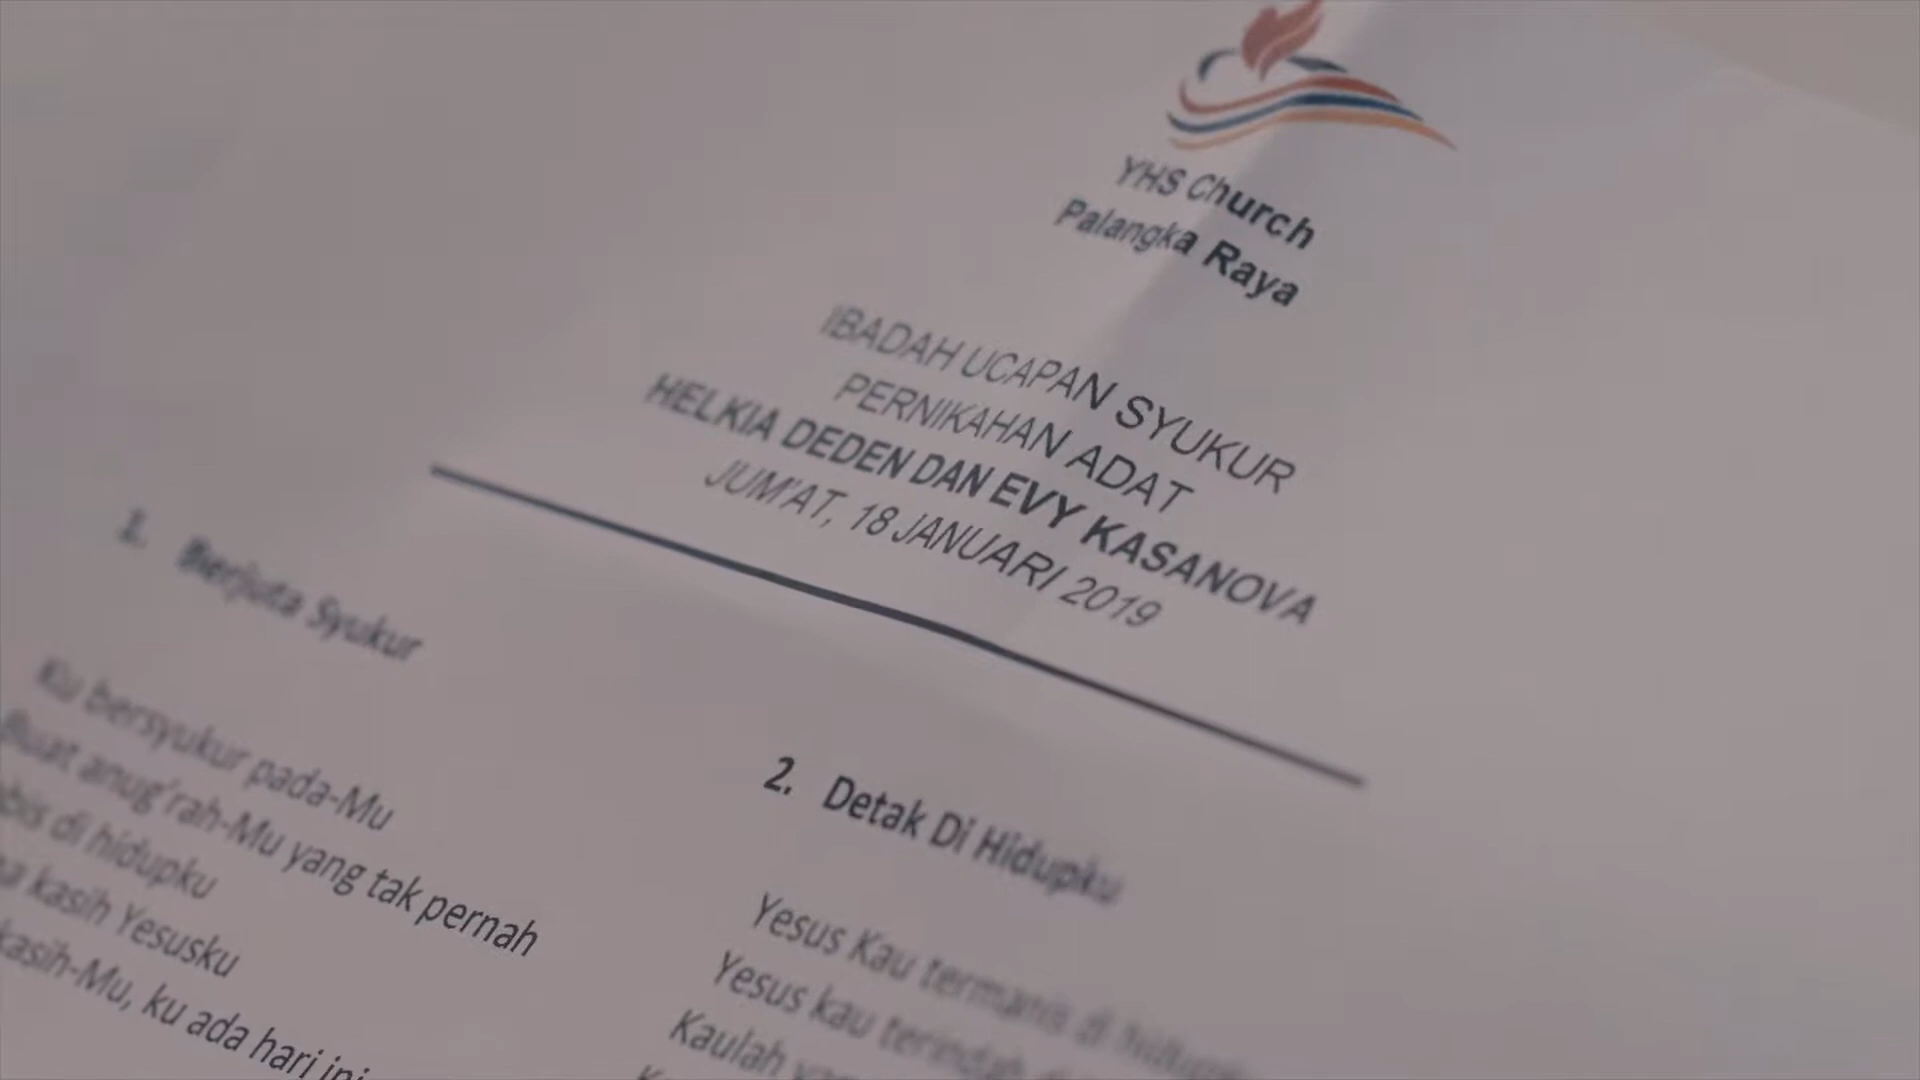 YHS Church
Palangka Raya
IBADAH UCAPAN SYUKUR
PERNIKAHAN ADAT
HELKIA DEDEN DAN EVY KASANOVA
JUM'AT, 18 JANUARI 2019
1. Berjuta Syukur
Ku bersyukur pada-Mu
Buat anug'rah-Mu yang tak pernah
di hidupku
kasih Yesusku
kasih-Mu, ku ada hari ini
2. Detak Di Hidupku
Yesus Kau termanis di
Yesus kau terindah
Kaulah